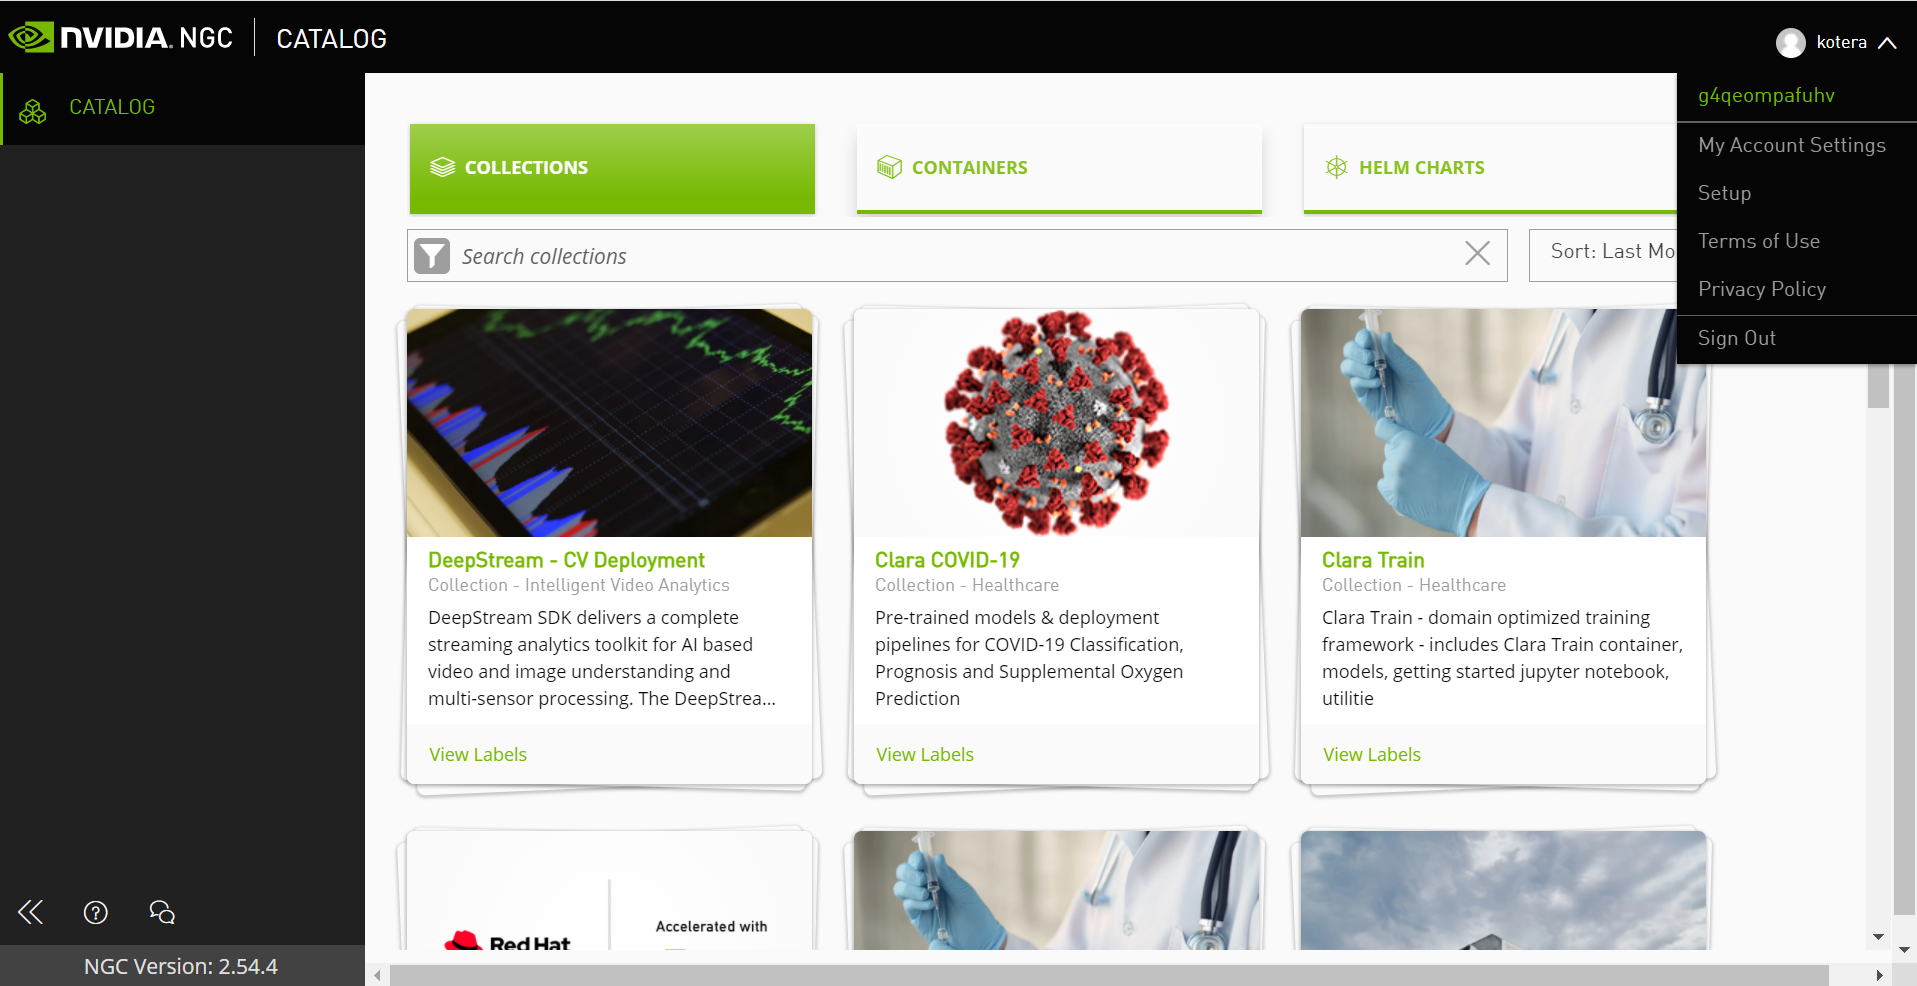 NVIDIA. NGC
CATALOG
kotera
CATALOG
g4qeompafuhv
My Account Settings
Setup
Terms of Use
Privacy Policy
Sign Out
COLLECTIONS
CONTAINERS
HELM CHARTS
Search collections
Sort: Last Mo
DeepStream - CV Deployment
Collection - Intelligent Video Analytics
DeepStream SDK delivers a complete
streaming analytics toolkit for AI based
video and image understanding and
multi-sensor processing. The DeepStrea...
View Labels
Clara COVID-19
Collection - Healthcare
Pre-trained models & deployment
pipelines for COVID-19 Classification,
Prognosis and Supplemental Oxygen
Prediction
View Labels
Clara Train
Collection - Healthcare
Clara Train - domain optimized training
framework - includes Clara Train container,
models, getting started jupyter notebook,
utilitie
View Labels
Red Hat
Accelerated with
NGC Version: 2.54.4